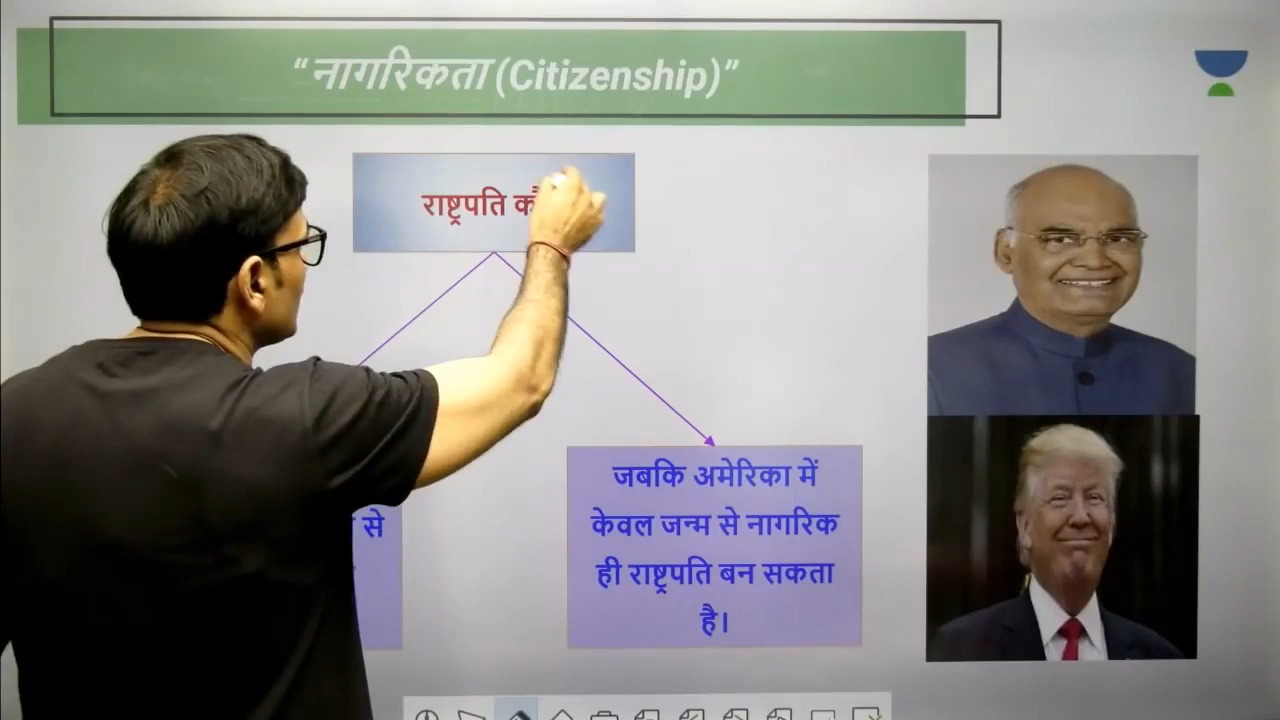 “नागरिकता (Citizenship)”
राष्ट्रपति
से
जबकि अमेरिका में
केवल जन्म से नागरिक
ही राष्ट्रपति बन सकता
है।